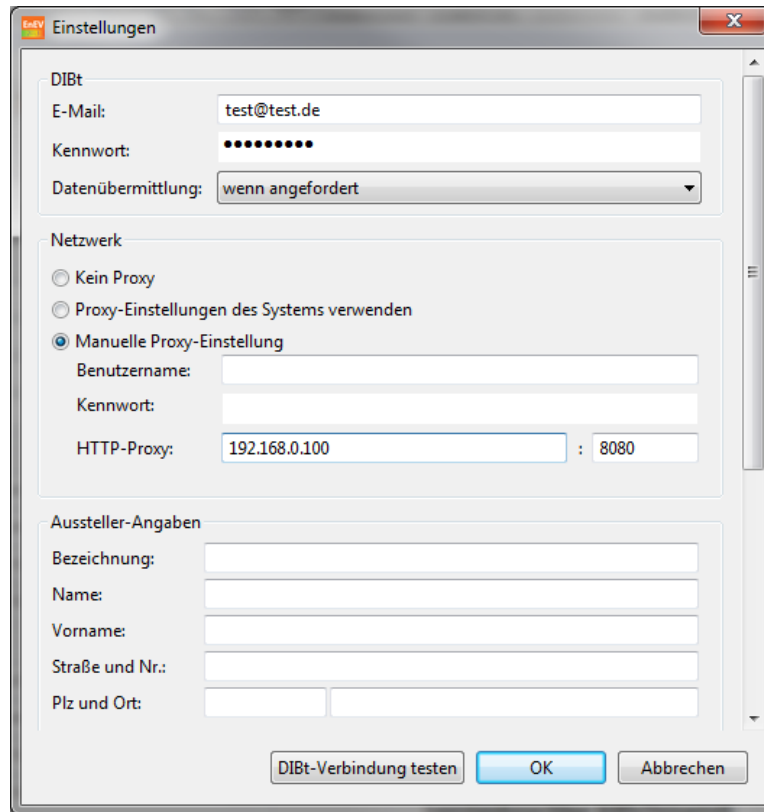 EnEV
Einstellungen
DIBt
E-Mail: test@test.de
Kennwort: •••••••••
Datenübermittlung: wenn angefordert
Netzwerk
Kein Proxy
Proxy-Einstellungen des Systems verwenden
Manuelle Proxy-Einstellung
Benutzername:
Kennwort:
HTTP-Proxy: 192.168.0.100 : 8080
Aussteller-Angaben
Bezeichnung:
Name:
Vorname:
Straße und Nr.:
Plz und Ort:
DIBt-Verbindung testen OK Abbrechen